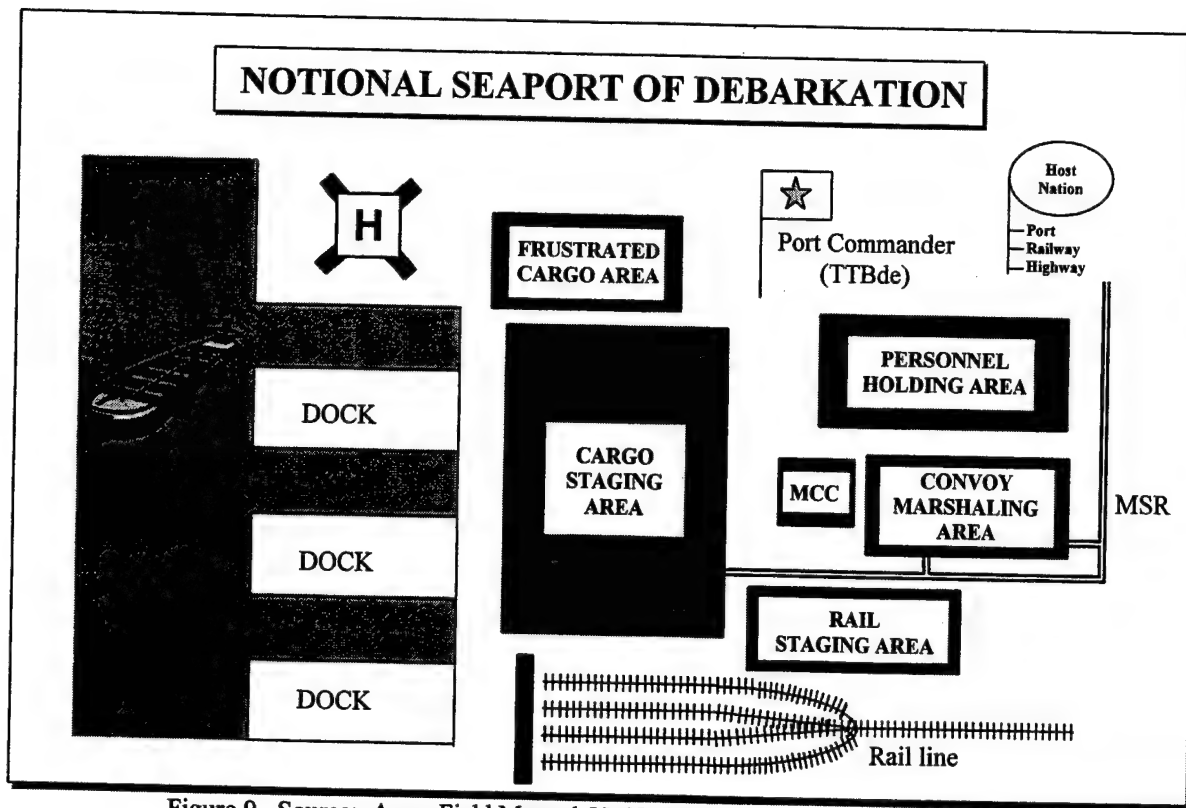 NOTIONAL SEAPORT OF DEBARKATION
H
FRUSTRATED
CARGO AREA
Port Commander
(TTBde)
Host
Nation
Port
Railway
Highway
PERSONNEL
HOLDING AREA
DOCK
CARGO
STAGING
AREA
MCC
CONVOY
MARSHALING
AREA
MSR
DOCK
RAIL
STAGING AREA
DOCK
Rail line
Figure 9. Source: Army Field Manual